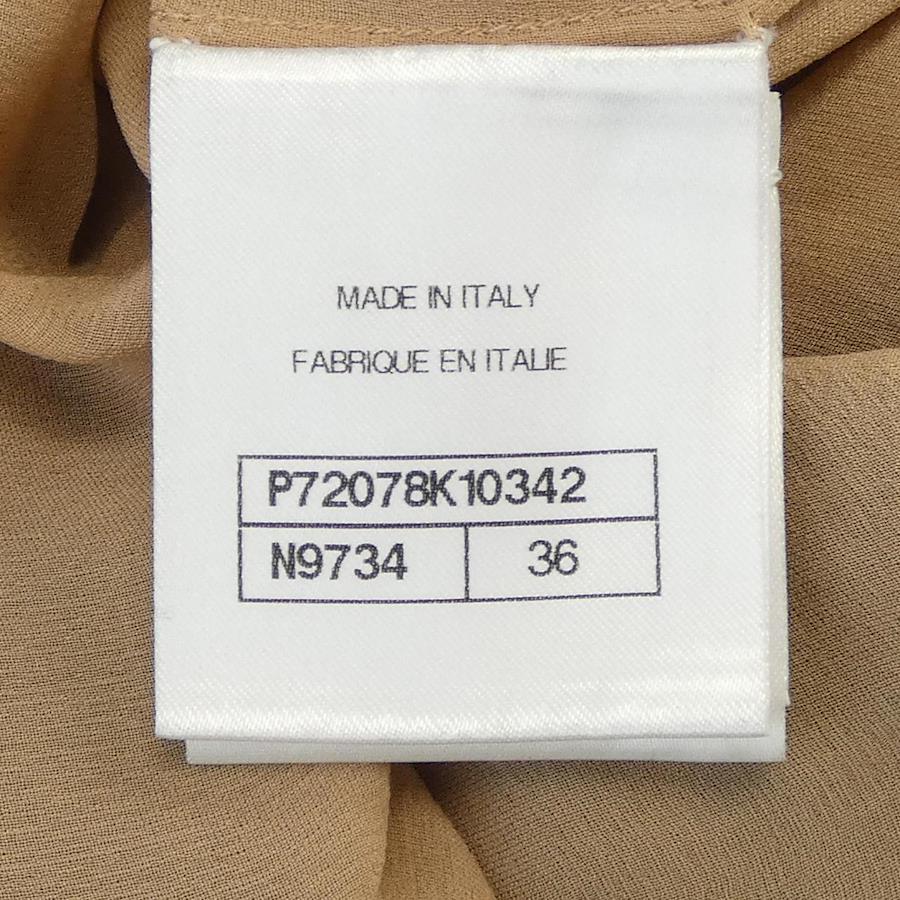 MADE IN ITALY
FABRIQUE EN ITALIE
P72078K10342
N9734 36